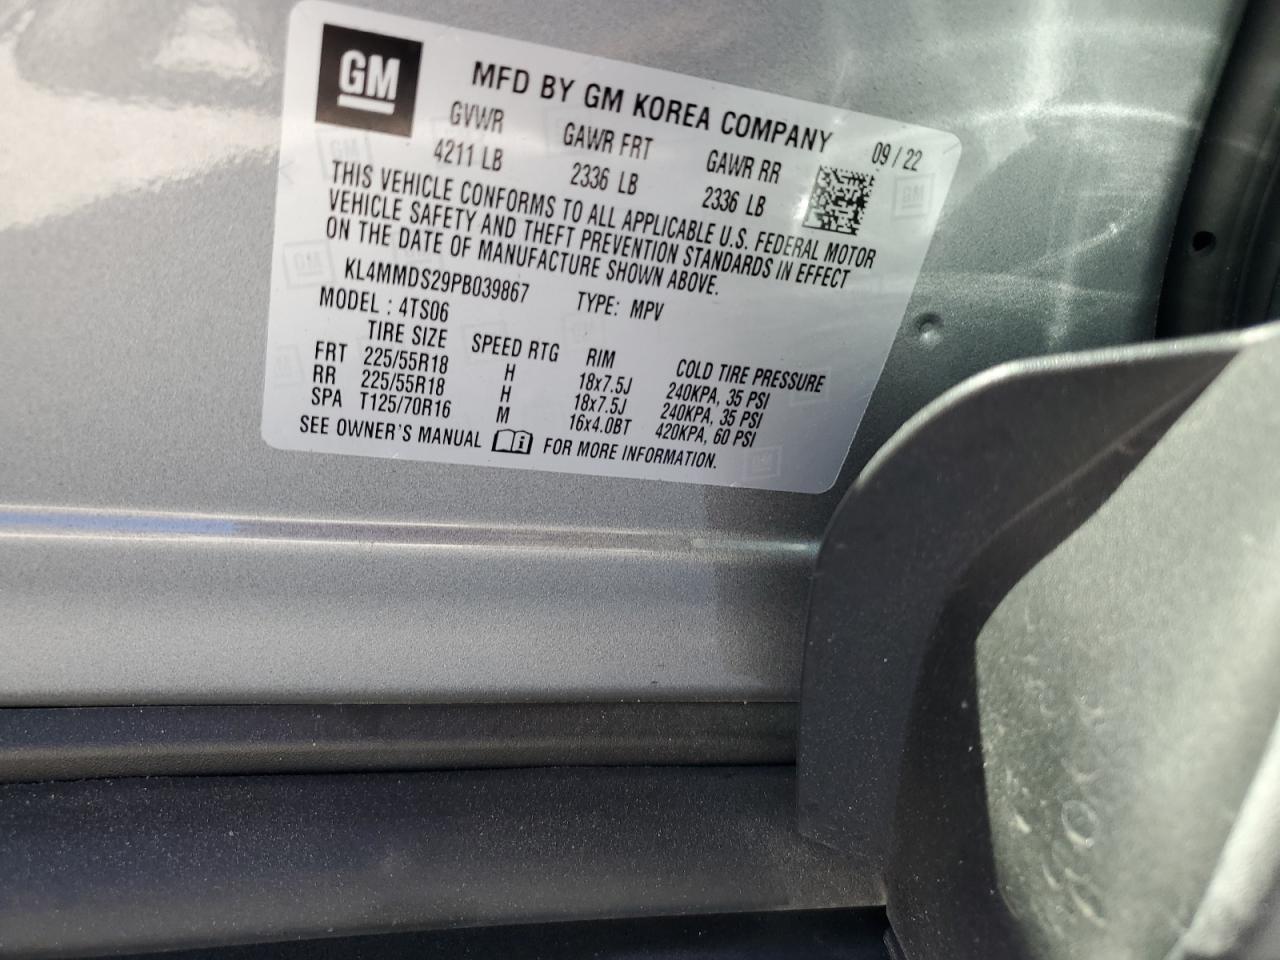 GM
MFD BY GM KOREA COMPANY
GVWR GAWR FRT GAWR RR 09/22
4211 LB 2336 LB 2336 LB
THIS VEHICLE CONFORMS TO ALL APPLICABLE U.S. FEDERAL MOTOR
VEHICLE SAFETY AND THEFT PREVENTION STANDARDS IN EFFECT
ON THE DATE OF MANUFACTURE SHOWN ABOVE.
KL4MMDS29PB039867 TYPE: MPV
MODEL : 4TS06
TIRE SIZE SPEED RTG RIM COLD TIRE PRESSURE
FRT 225/55R18 H 18x7.5J 240KPA, 35 PSI
RR 225/55R18 H 18x7.5J 240KPA, 35 PSI
SPA T125/70R16 M 16x4.0BT 420KPA, 60 PSI
SEE OWNER'S MANUAL FOR MORE INFORMATION.